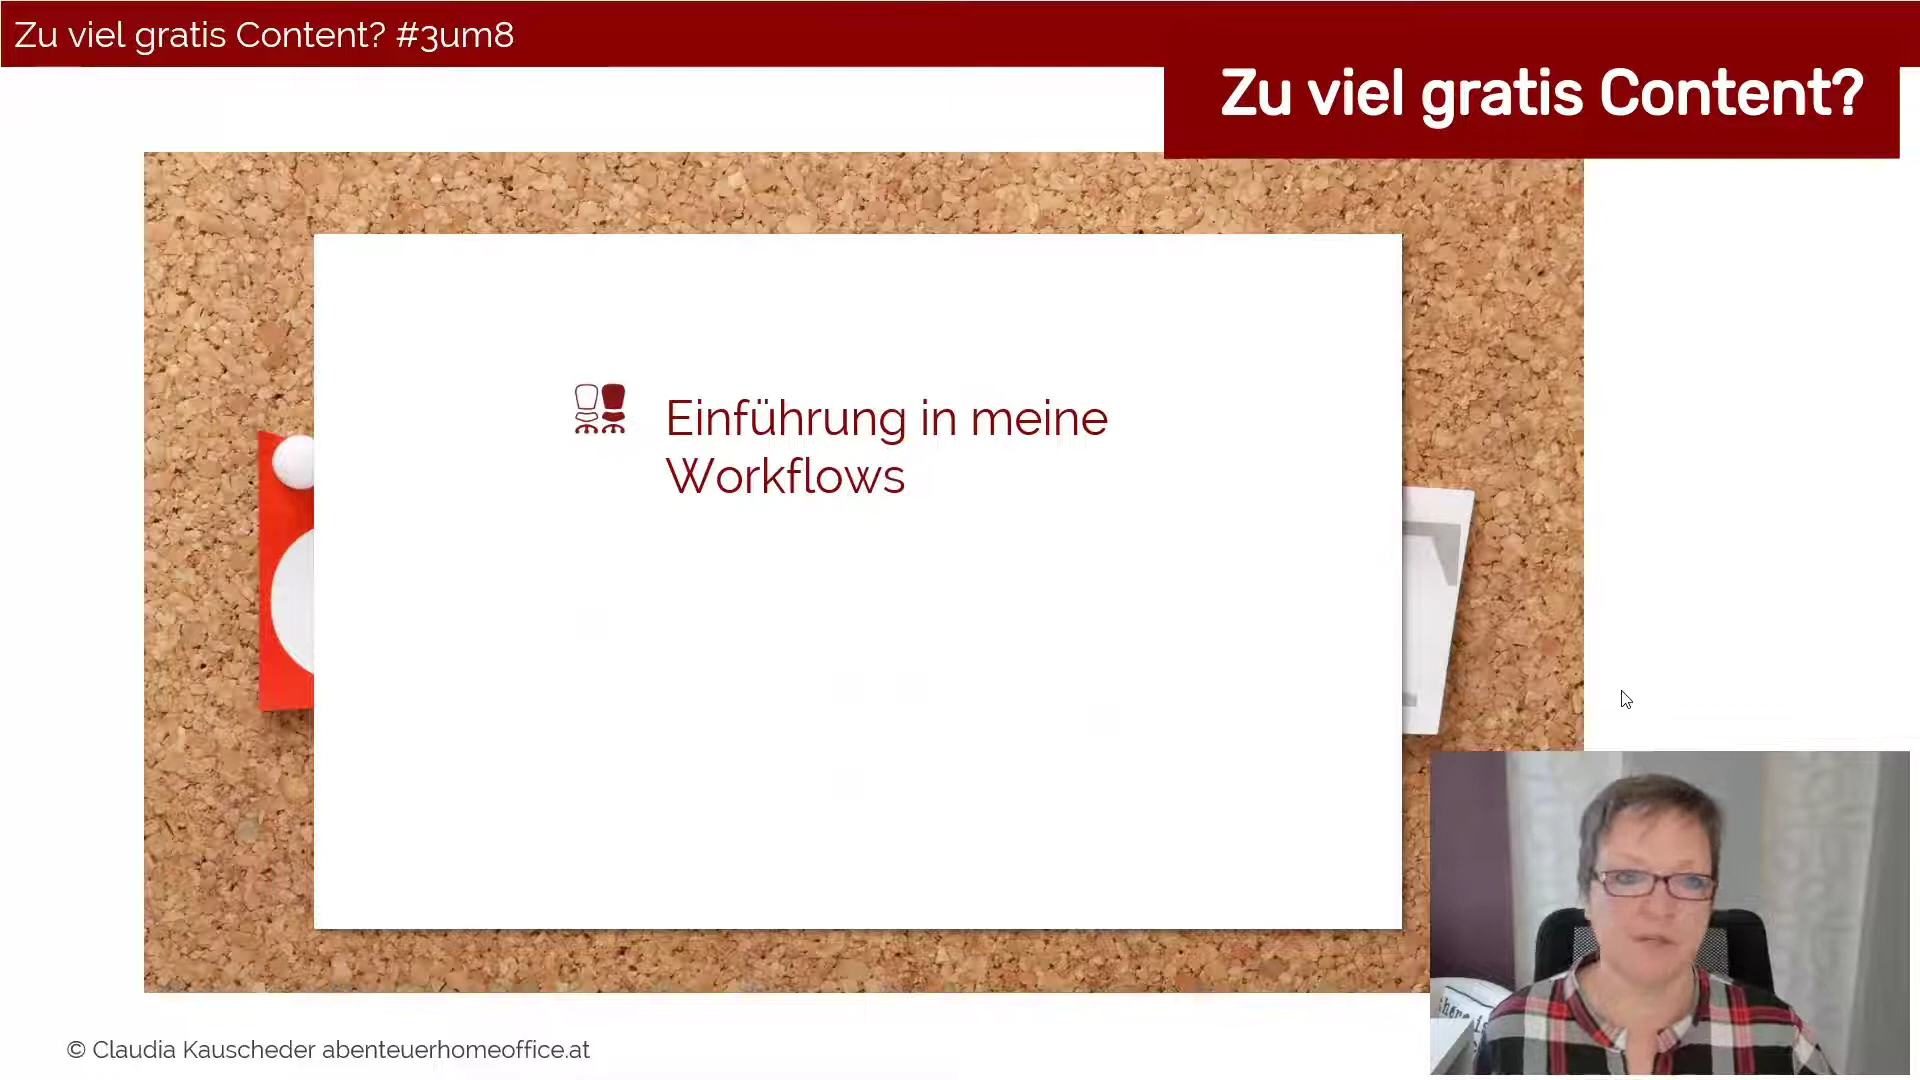 Zu viel gratis Content? #3um8
Zu viel gratis Content?
Einführung in meine
Workflows
© Claudia Kauscheder abenteuerhomeoffice.at